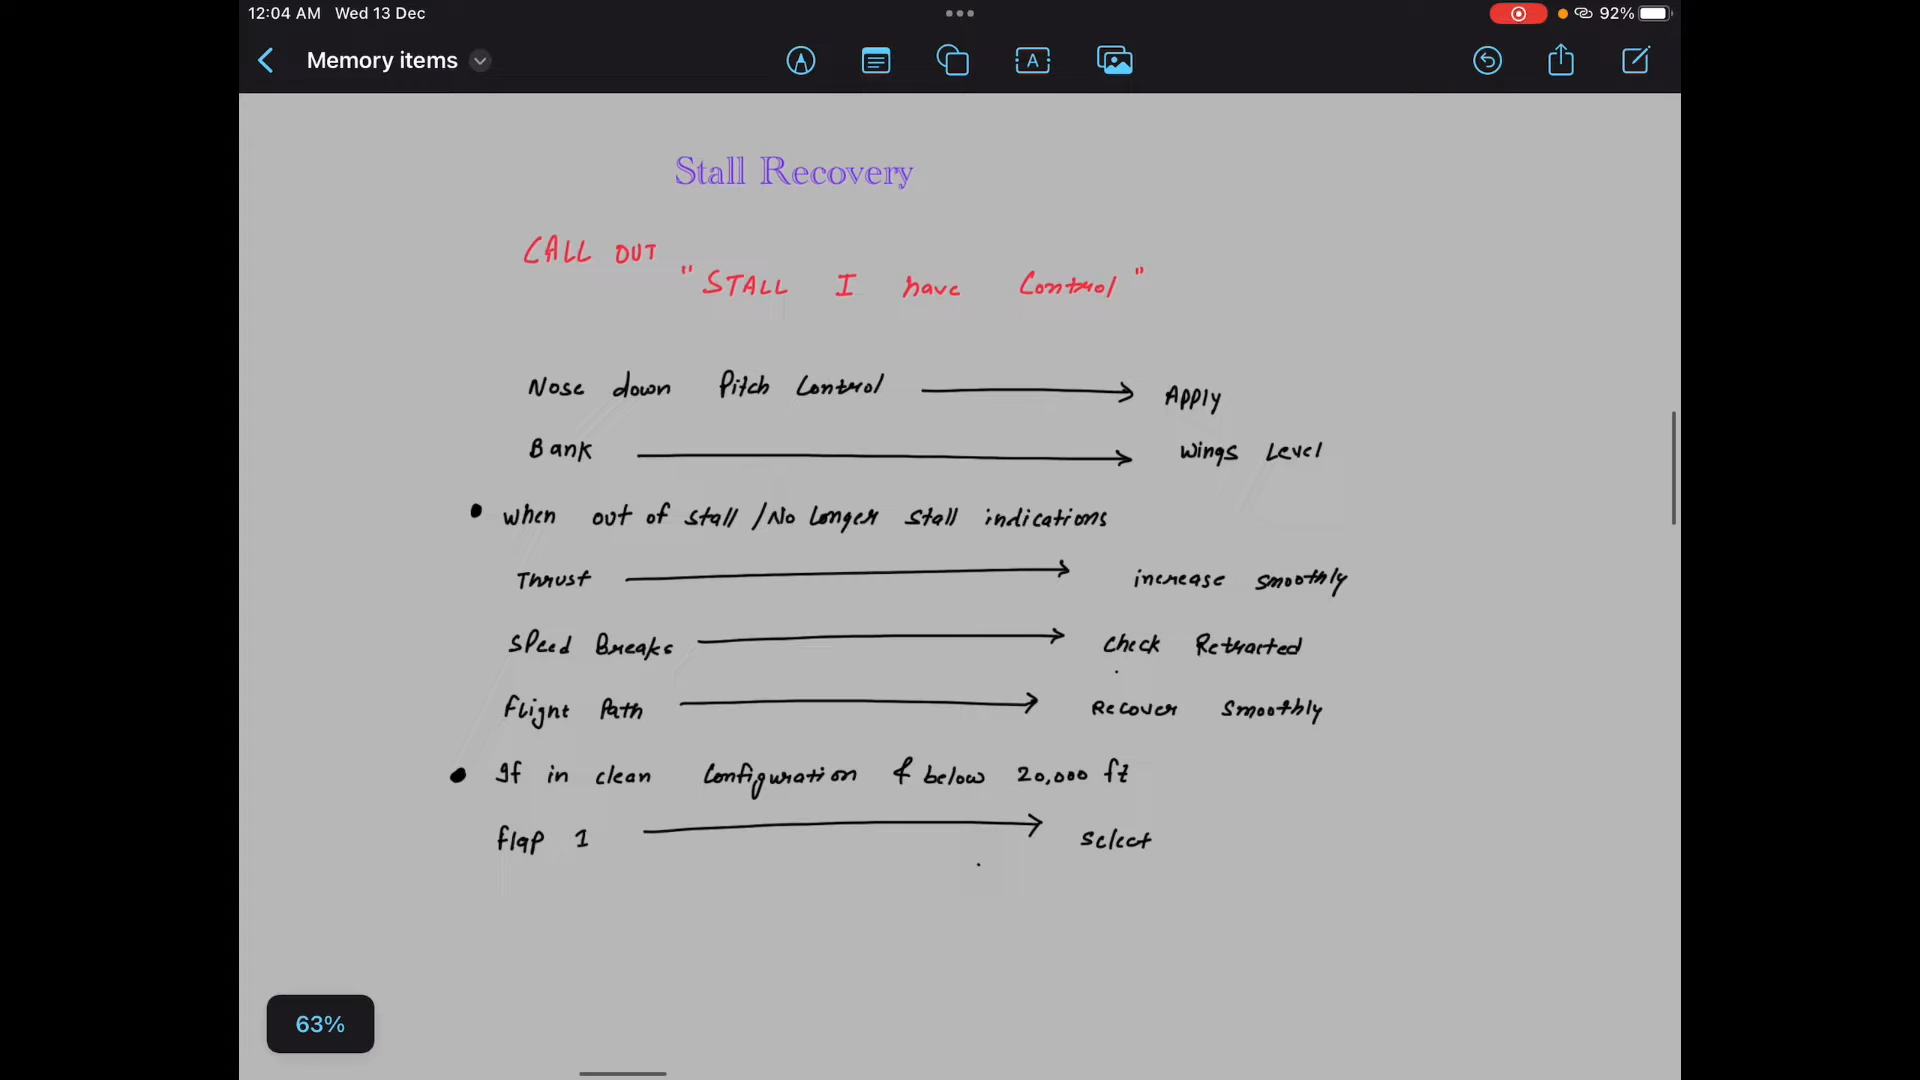 12:04 AM Wed 13 Dec 92%
Memory items
Stall Recovery
CALL OUT
"STALL I have Control"
Nose down Pitch Control Apply
Bank Wings Level
When out of stall / No Longer stall indications
Thrust increase smoothly
Speed Breaks check Retracted
flight Path Recover smoothly
If in clean Configuration & below 20,000 ft
flap 1 select
63%